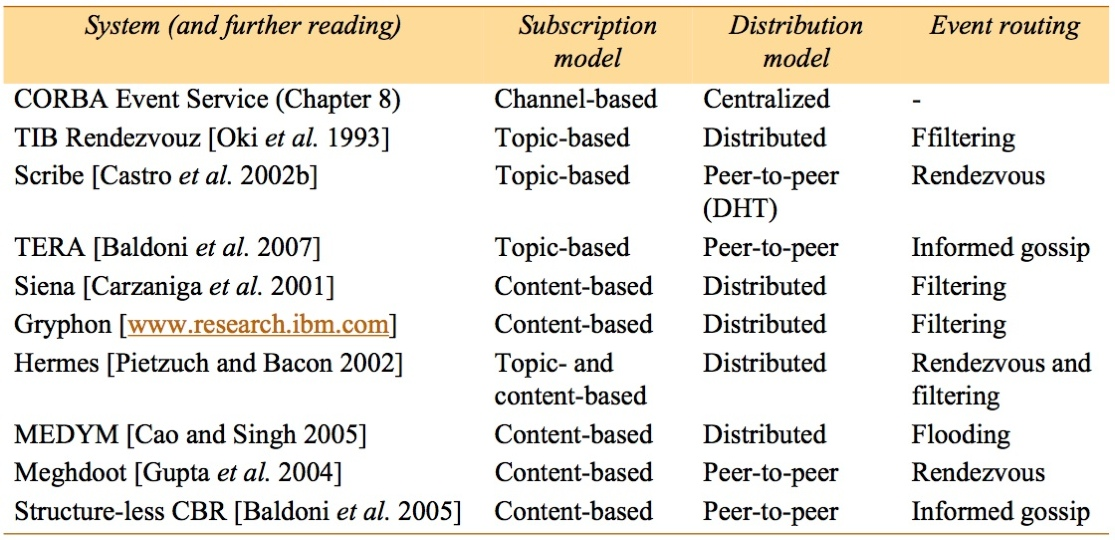 System (and further reading) Subscription model Distribution model Event routing
CORBA Event Service (Chapter 8) Channel-based Centralized -
TIB Rendezvouz [Oki et al. 1993] Topic-based Distributed Ffiltering
Scribe [Castro et al. 2002b] Topic-based Peer-to-peer (DHT) Rendezvous
TERA [Baldoni et al. 2007] Topic-based Peer-to-peer Informed gossip
Siena [Carzaniga et al. 2001] Content-based Distributed Filtering
Gryphon [www.research.ibm.com] Content-based Distributed Filtering
Hermes [Pietzuch and Bacon 2002] Topic- and content-based Distributed Rendezvous and filtering
MEDYM [Cao and Singh 2005] Content-based Distributed Flooding
Meghdoot [Gupta et al. 2004] Content-based Peer-to-peer Rendezvous
Structure-less CBR [Baldoni et al. 2005] Content-based Peer-to-peer Informed gossip